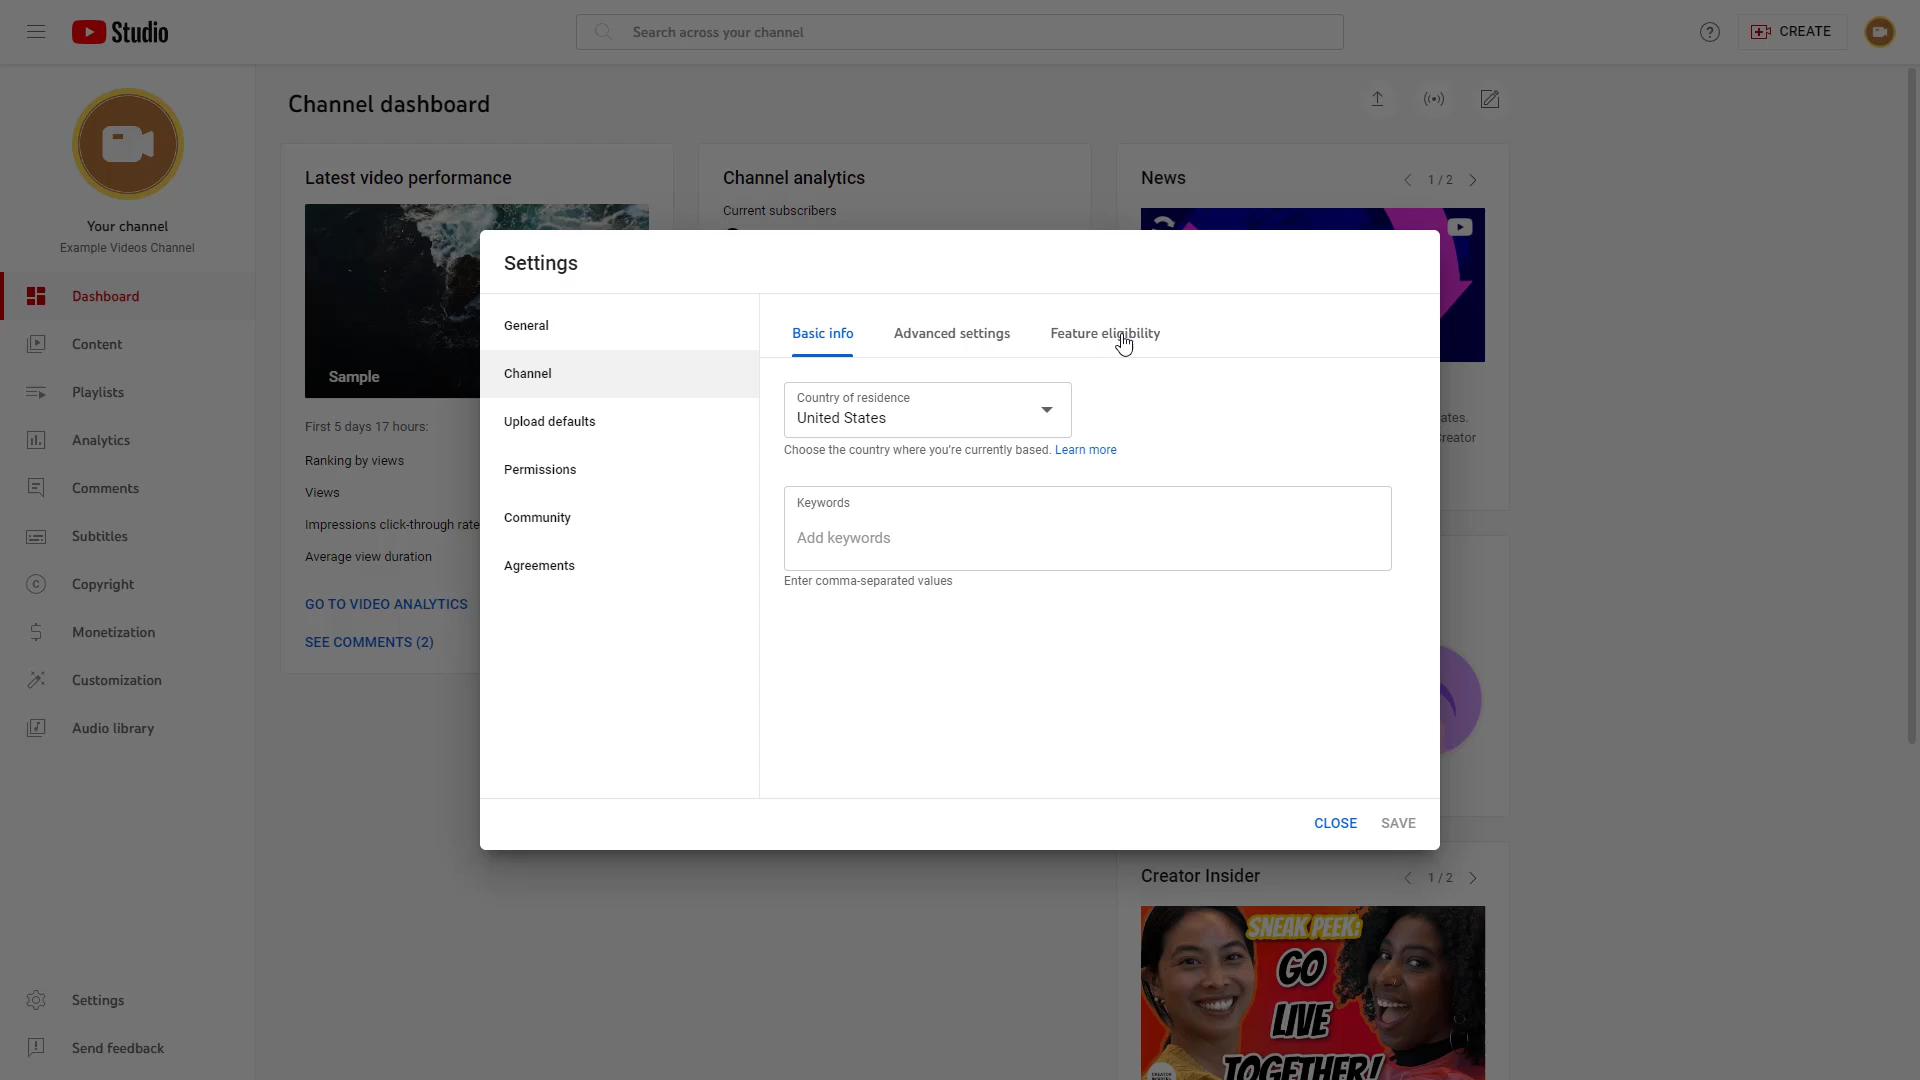 Studio
Search across your channel
CREATE
Your channel
Example Videos Channel
Dashboard
Content
Playlists
Analytics
Comments
Subtitles
Copyright
Monetization
Customization
Audio library
Settings
Send feedback
Channel dashboard
Latest video performance
Sample
First 5 days 17 hours:
Ranking by views
Views
Impressions click-through rate
Average view duration
GO TO VIDEO ANALYTICS
SEE COMMENTS (2)
Channel analytics
Current subscribers
News
1 / 2
ates.
reator
Settings
General
Channel
Upload defaults
Permissions
Community
Agreements
Basic info
Advanced settings
Feature eligibility
Country of residence
United States
Choose the country where you're currently based. Learn more
Keywords
Add keywords
Enter comma-separated values
CLOSE
SAVE
Creator Insider
1 / 2
SNEAK PEEK:
GO
LIVE
TOGETHER!